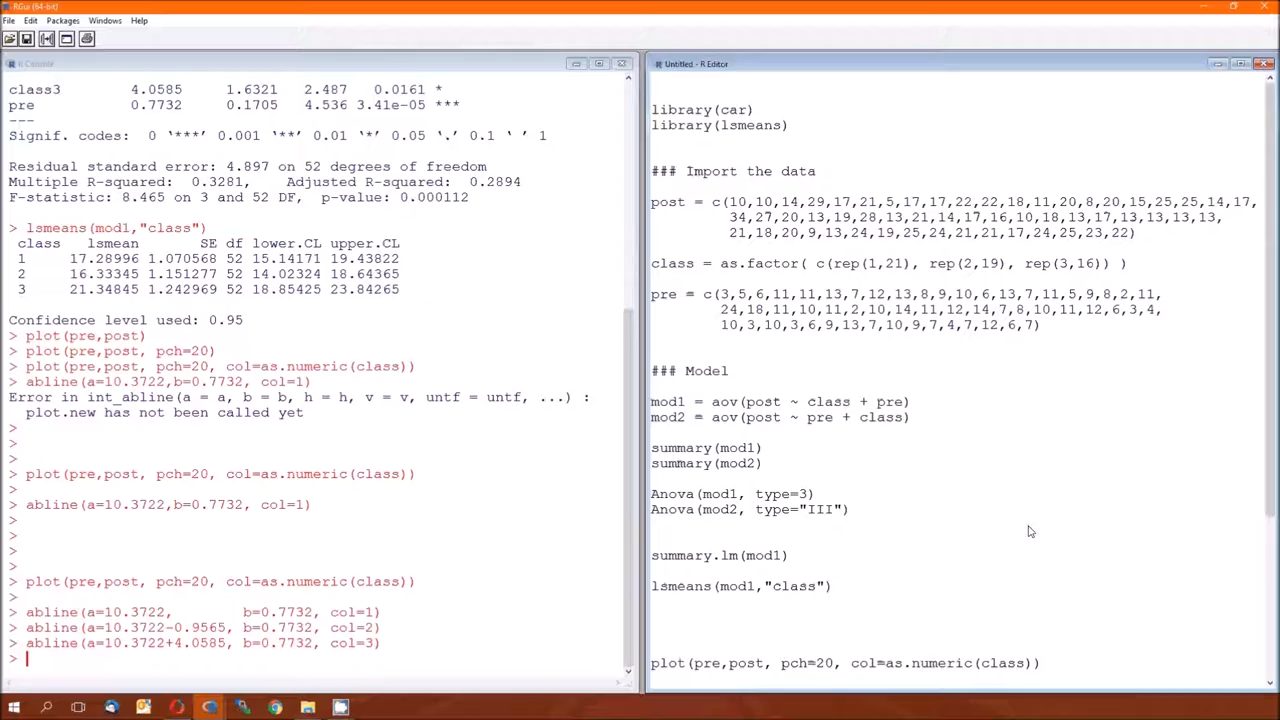 RGui (64-bit)
File Edit Packages Windows Help
R Console
class3 4.0585 1.6321 2.487 0.0161 *
pre 0.7732 0.1705 4.536 3.41e-05 ***
---
Signif. codes: 0 ‘***’ 0.001 ‘**’ 0.01 ‘*’ 0.05 ‘.’ 0.1 ‘ ’ 1
Residual standard error: 4.897 on 52 degrees of freedom
Multiple R-squared: 0.3281, Adjusted R-squared: 0.2894
F-statistic: 8.465 on 3 and 52 DF, p-value: 0.000112
> lsmeans(mod1,"class")
class lsmean SE df lower.CL upper.CL
1 17.28996 1.070568 52 15.14171 19.43822
2 16.33345 1.151277 52 14.02324 18.64365
3 21.34845 1.242969 52 18.85425 23.84265
Confidence level used: 0.95
> plot(pre,post)
> plot(pre,post, pch=20)
> plot(pre,post, pch=20, col=as.numeric(class))
> abline(a=10.3722,b=0.7732, col=1)
Error in int_abline(a = a, b = b, h = h, v = v, untf = untf, ...) :
plot.new has not been called yet
>
>
>
> plot(pre,post, pch=20, col=as.numeric(class))
>
> abline(a=10.3722,b=0.7732, col=1)
>
>
>
>
> plot(pre,post, pch=20, col=as.numeric(class))
>
> abline(a=10.3722, b=0.7732, col=1)
> abline(a=10.3722-0.9565, b=0.7732, col=2)
> abline(a=10.3722+4.0585, b=0.7732, col=3)
>
Untitled - R Editor
library(car)
library(lsmeans)
### Import the data
post = c(10,10,14,29,17,21,5,17,17,22,22,18,11,20,8,20,15,25,25,14,17,
34,27,20,13,19,28,13,21,14,17,16,10,18,13,17,13,13,13,13,
21,18,20,9,13,24,19,25,24,21,21,17,24,25,23,22)
class = as.factor( c(rep(1,21), rep(2,19), rep(3,16)) )
pre = c(3,5,6,11,11,13,7,12,13,8,9,10,6,13,7,11,5,9,8,2,11,
24,18,11,10,11,2,10,14,11,12,14,7,8,10,11,12,6,3,4,
10,3,10,3,6,9,13,7,10,9,7,4,7,12,6,7)
### Model
mod1 = aov(post ~ class + pre)
mod2 = aov(post ~ pre + class)
summary(mod1)
summary(mod2)
Anova(mod1, type=3)
Anova(mod2, type="III")
summary.lm(mod1)
lsmeans(mod1,"class")
plot(pre,post, pch=20, col=as.numeric(class))